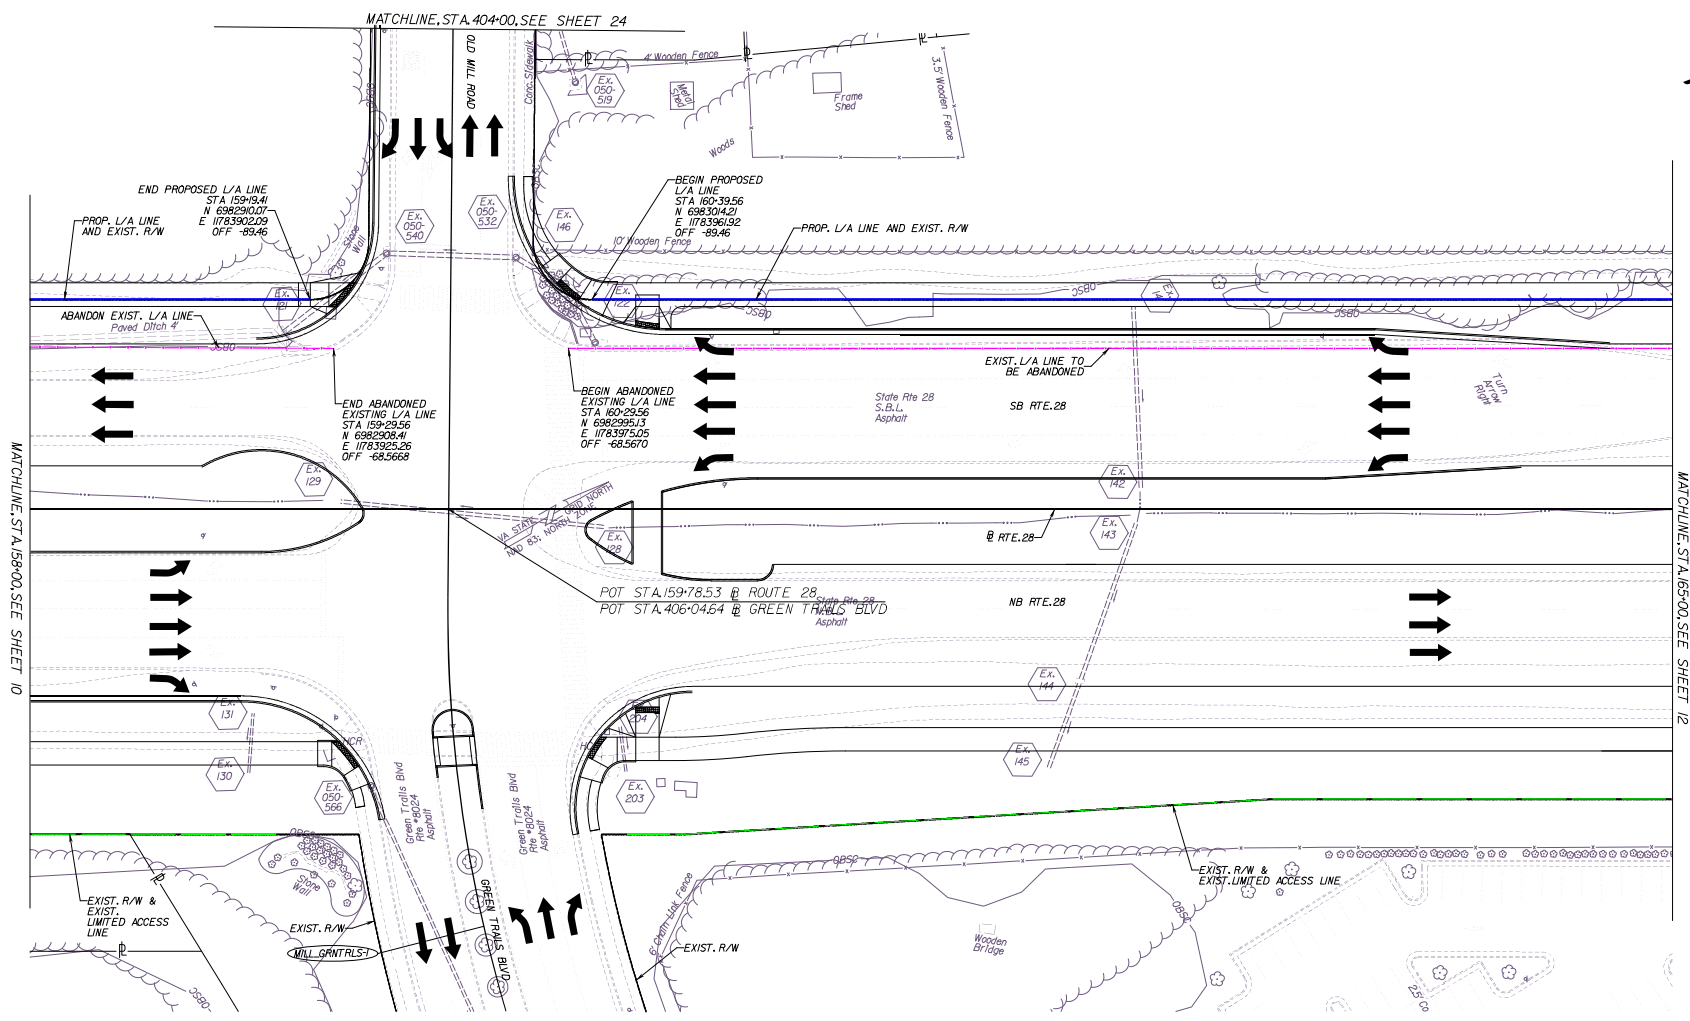 MATCHLINE, STA. 404+00, SEE SHEET 24
OLD MILL ROAD
Conc. Sidewalk
OBSC
4' Wooden Fence
Ex.
050-
519
Metal
Shed
Frame
Shed
3.5' Wooden Fence
Woods
END PROPOSED L/A LINE
STA 159+19.41
N 6982910.07
E 11783902.09
OFF -89.46
PROP. L/A LINE
AND EXIST. R/W
Stone
Wall
Ex.
050-
540
Ex.
050-
532
Ex.
146
10' Wooden Fence
BEGIN PROPOSED
L/A LINE
STA 160+39.56
N 6983014.21
E 11783961.92
OFF -89.46
PROP. L/A LINE AND EXIST. R/W
Ex.
121
Ex.
122
OBSC
OBSC
OBSC
ABANDON EXIST. L/A LINE
Paved Ditch 4'
OBSC
END ABANDONED
EXISTING L/A LINE
STA 159+29.56
N 6982908.41
E 11783925.26
OFF -68.5668
BEGIN ABANDONED
EXISTING L/A LINE
STA 160+29.56
N 6982995.13
E 11783975.05
OFF -68.5670
EXIST. L/A LINE TO
BE ABANDONED
State Rte 28
S.B.L.
Asphalt
SB RTE. 28
Turn
Arrow
Right
MATCHLINE, STA. 158+00, SEE SHEET 10
MATCHLINE, STA. 165+00, SEE SHEET 12
Ex.
129
VA STATE GRID NORTH
NAD 83; NORTH ZONE
Ex.
128
Ex.
142
Ex.
143
RTE. 28
POT STA. 159+78.53 ROUTE 28
POT STA. 406+04.64 GREEN TRAILS BLVD
State Rte 28
N.B.L.
Asphalt
NB RTE. 28
Ex.
144
Ex.
145
Ex.
131
Ex.
130
HCR
Ex.
050-
566
204
Ex.
203
Green Trails Blvd
Rte #8024
Asphalt
Green Trails Blvd
Rte #8024
Asphalt
GREEN TRAILS BLVD
OBSC
Stone
Wall
EXIST. R/W &
EXIST.
LIMITED ACCESS
LINE
EXIST. R/W
MILL_GRNTRLS-1
OBSC
EXIST. R/W
6' Chain Link Fence
OBSC
Wooden
Bridge
OBSC
EXIST. R/W &
EXIST. LIMITED ACCESS LINE